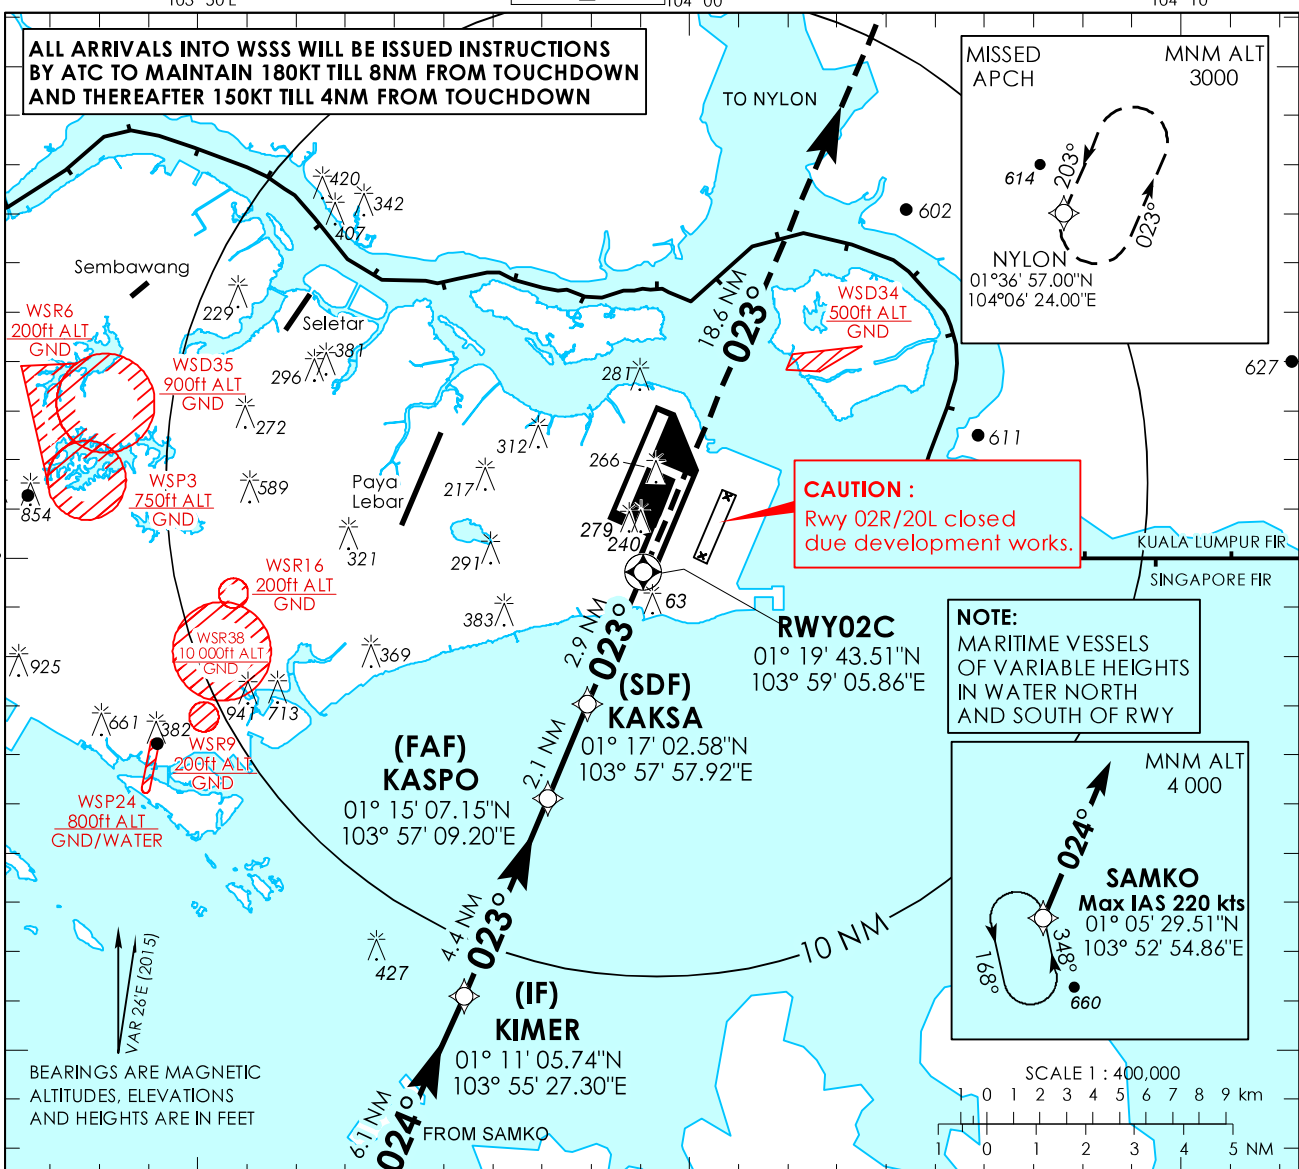 104° 00'
ALL ARRIVALS INTO WSSS WILL BE ISSUED INSTRUCTIONS
BY ATC TO MAINTAIN 180KT TILL 8NM FROM TOUCHDOWN
AND THEREAFTER 150KT TILL 4NM FROM TOUCHDOWN
TO NYLON
MISSED
APCH
MNM ALT
3000
614
203°
023°
NYLON
01°36' 57.00"N
104°06' 24.00"E
420
342
407
602
Sembawang
229
Seletar
18.6 NM
023°
WSD34
500ft ALT
GND
WSR6
200ft ALT
GND
WSD35
900ft ALT
GND
381
296
281
627
272
312
611
266
WSP3
750ft ALT
GND
589
Paya
Lebar
217
854
279
240
CAUTION :
Rwy 02R/20L closed
due development works.
321
291
KUALA LUMPUR FIR
SINGAPORE FIR
WSR16
200ft ALT
GND
63
383
RWY02C
01° 19' 43.51"N
103° 59' 05.86"E
NOTE:
MARITIME VESSELS
OF VARIABLE HEIGHTS
IN WATER NORTH
AND SOUTH OF RWY
WSR38
10 000ft ALT
GND
2.9 NM
023°
925
369
941
713
(SDF)
KAKSA
01° 17' 02.58"N
103° 57' 57.92"E
661
382
WSR9
200ft ALT
GND
2.1 NM
(FAF)
KASPO
01° 15' 07.15"N
103° 57' 09.20"E
WSP24
800ft ALT
GND/WATER
MNM ALT
4 000
024°
SAMKO
Max IAS 220 kts
01° 05' 29.51"N
103° 52' 54.86"E
348°
168°
660
4.4 NM
023°
10 NM
427
(IF)
KIMER
01° 11' 05.74"N
103° 55' 27.30"E
VAR 26'E (2015)
BEARINGS ARE MAGNETIC
ALTITUDES, ELEVATIONS
AND HEIGHTS ARE IN FEET
6.1 NM
024°
FROM SAMKO
SCALE 1 : 400,000
1 0 1 2 3 4 5 6 7 8 9 km
1 0 1 2 3 4 5 NM